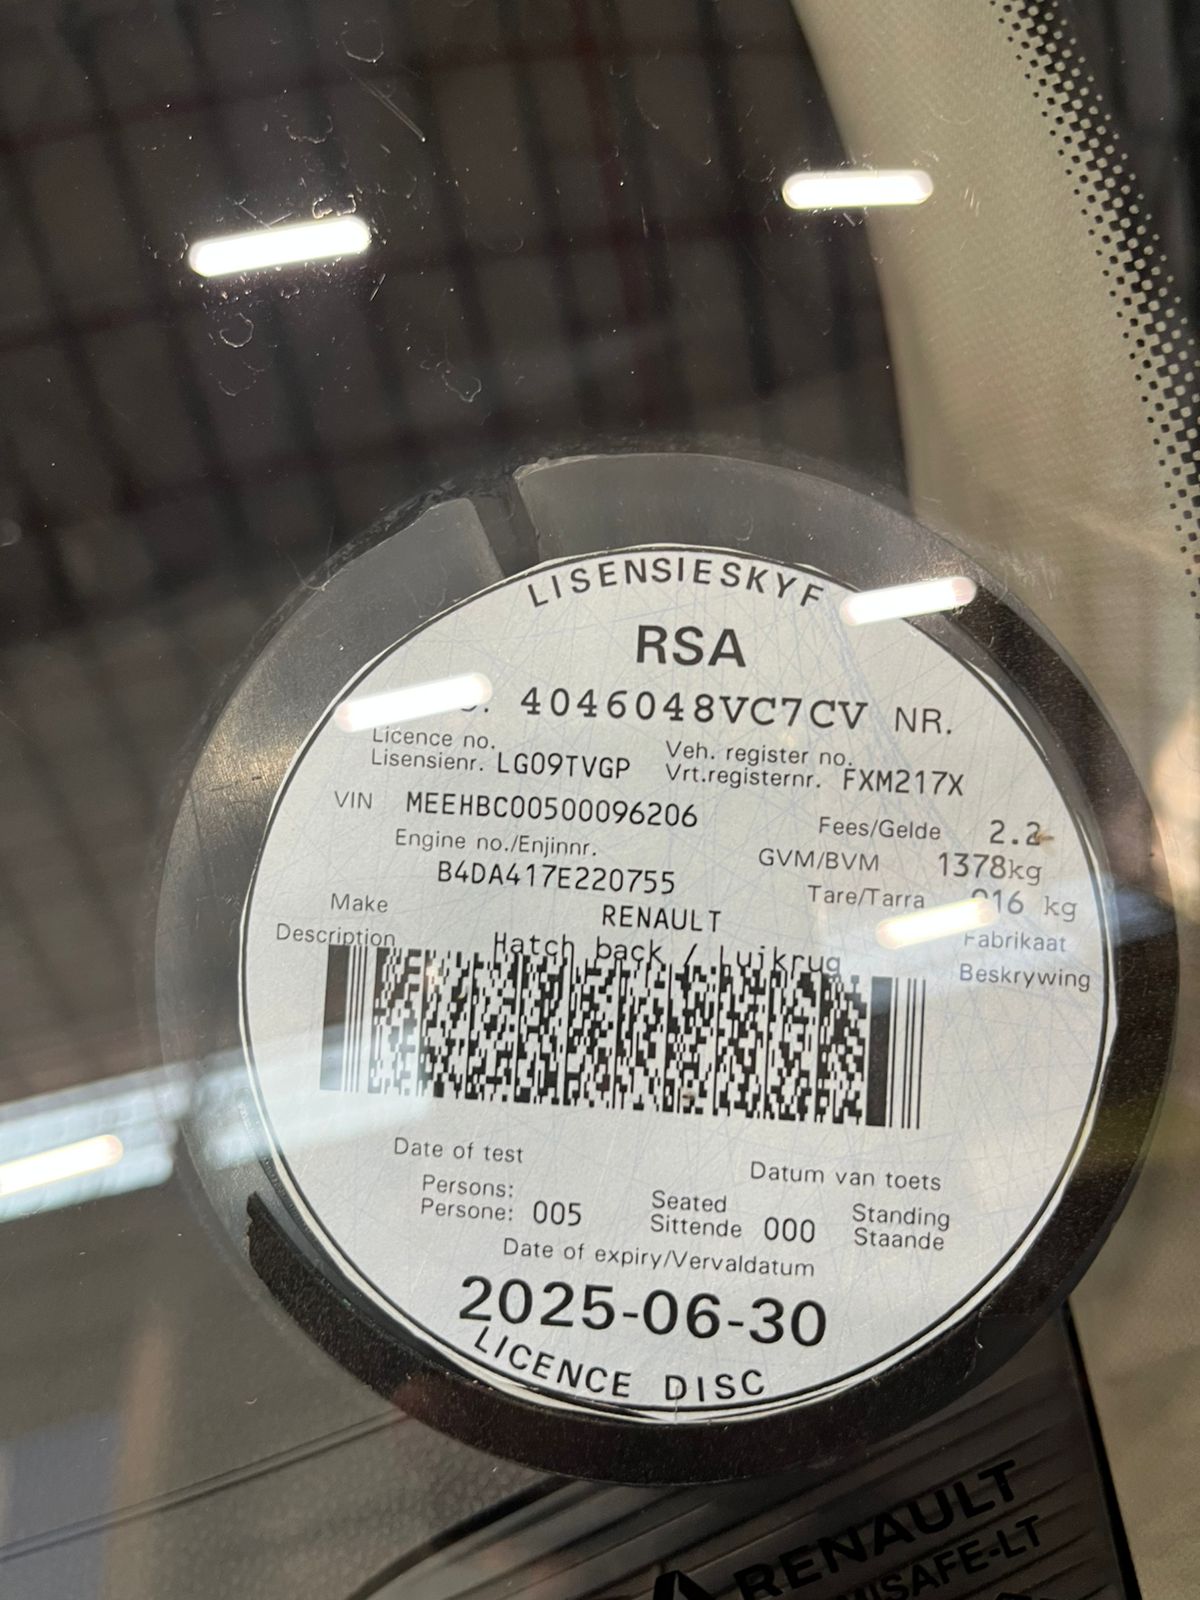 LISENSIESKYF
RSA
4046048VC7CV NR.
Licence no.
Lisensienr. LG09TVGP
Veh. register no.
Vrt.registernr. FXM217X
VIN MEEHBC00500096206
Fees/Gelde
Engine no./Enjinnr.
B4DA417E220755
GVM/BVM 1378kg
Tare/Tarra kg
Make RENAULT Fabrikaat
Description Hatch back / Luikrug Beskrywing
Date of test Datum van toets
Persons:
Persone: 005
Seated
Sittende 000
Standing
Staande
Date of expiry/Vervaldatum
2025-06-30
LICENCE DISC
RENAULT